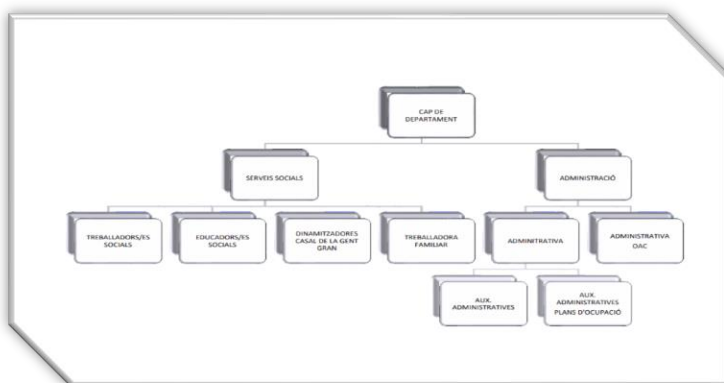 CAP DE
DEPARTAMENT
SERVEIS SOCIALS
ADMINISTRACIÓ
TREBALLADORS/ES
SOCIALS
EDUCADORS/ES
SOCIALS
DINAMITZADORES
CASAL DE LA GENT
GRAN
TREBALLADORA
FAMILIAR
ADMINITRATIVA
ADMINISTRATIVA
OAC
AUX.
ADMINISTRATIVES
AUX.
ADMINISTRATIVES
PLANS D'OCUPACIÓ